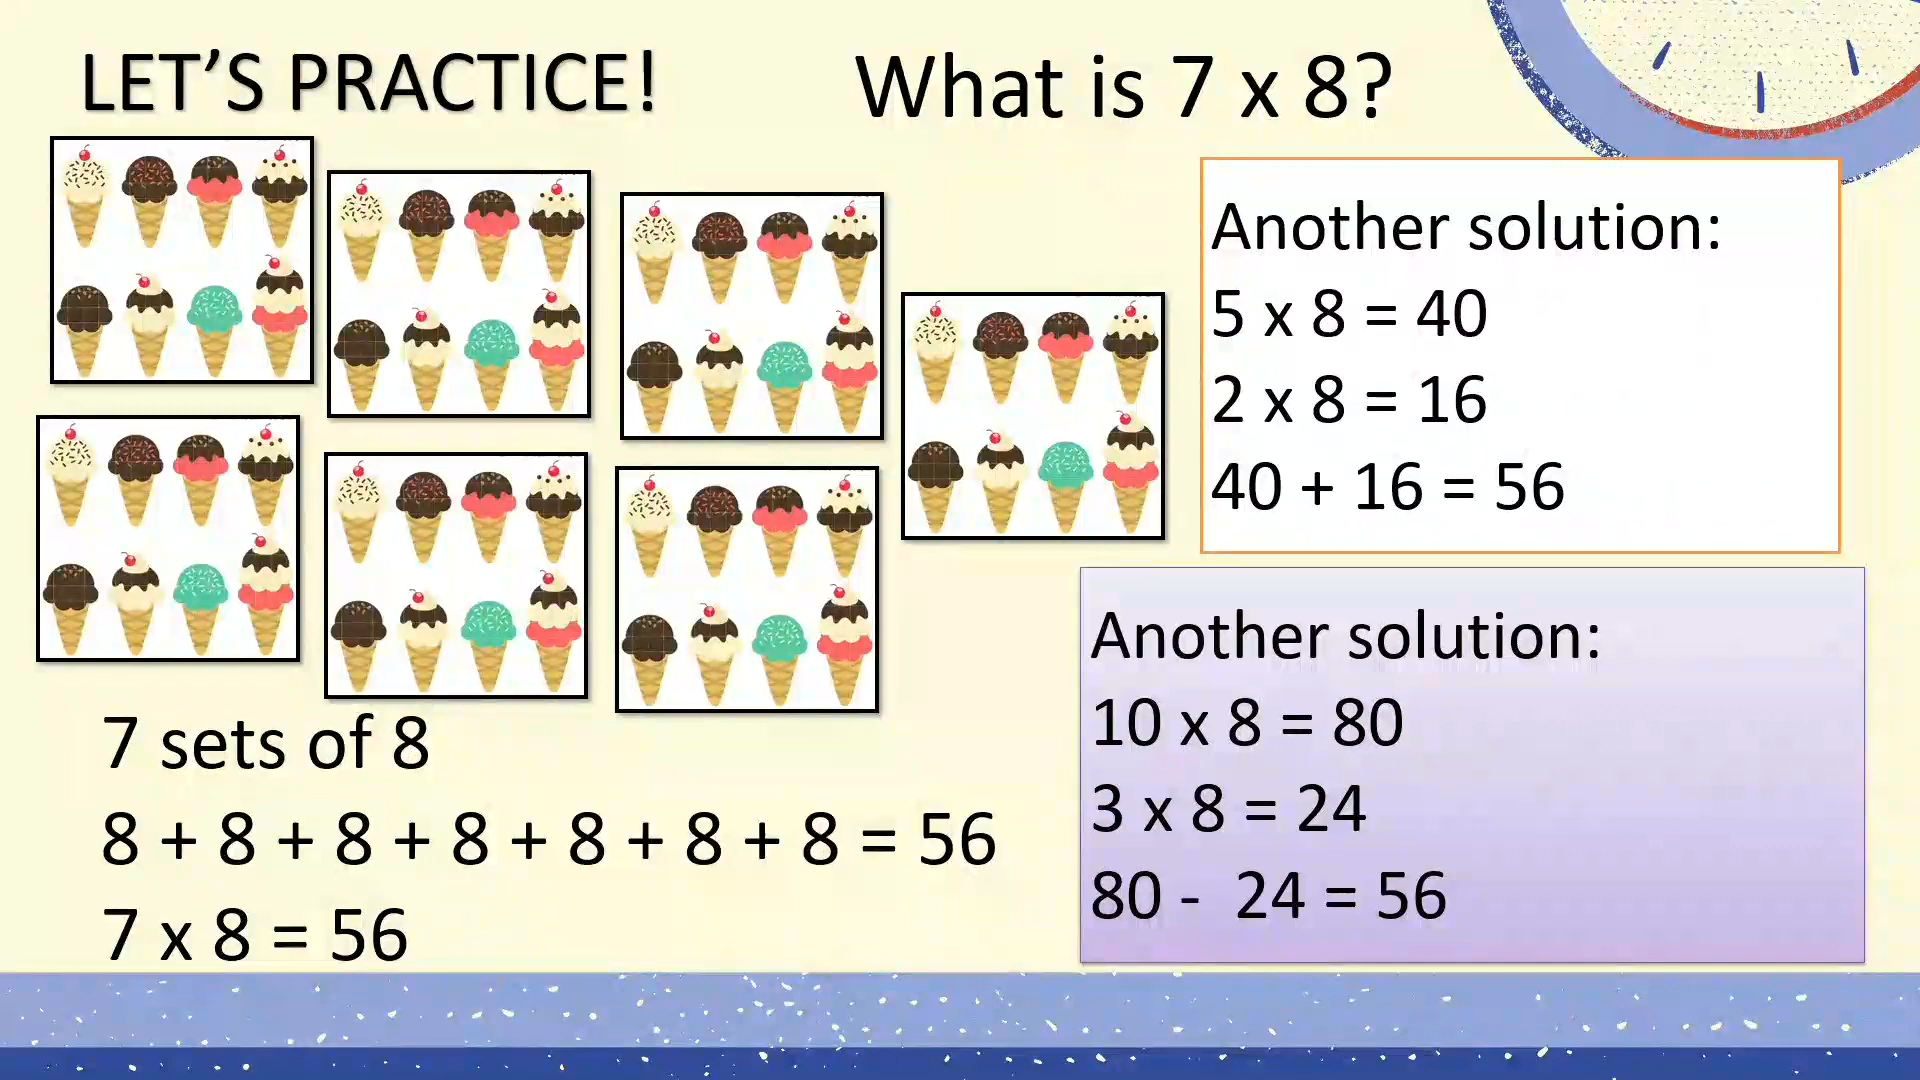 LET’S PRACTICE!
What is 7 x 8?
7 sets of 8
8 + 8 + 8 + 8 + 8 + 8 + 8 = 56
7 x 8 = 56
Another solution:
5 x 8 = 40
2 x 8 = 16
40 + 16 = 56
Another solution:
10 x 8 = 80
3 x 8 = 24
80 -  24 = 56